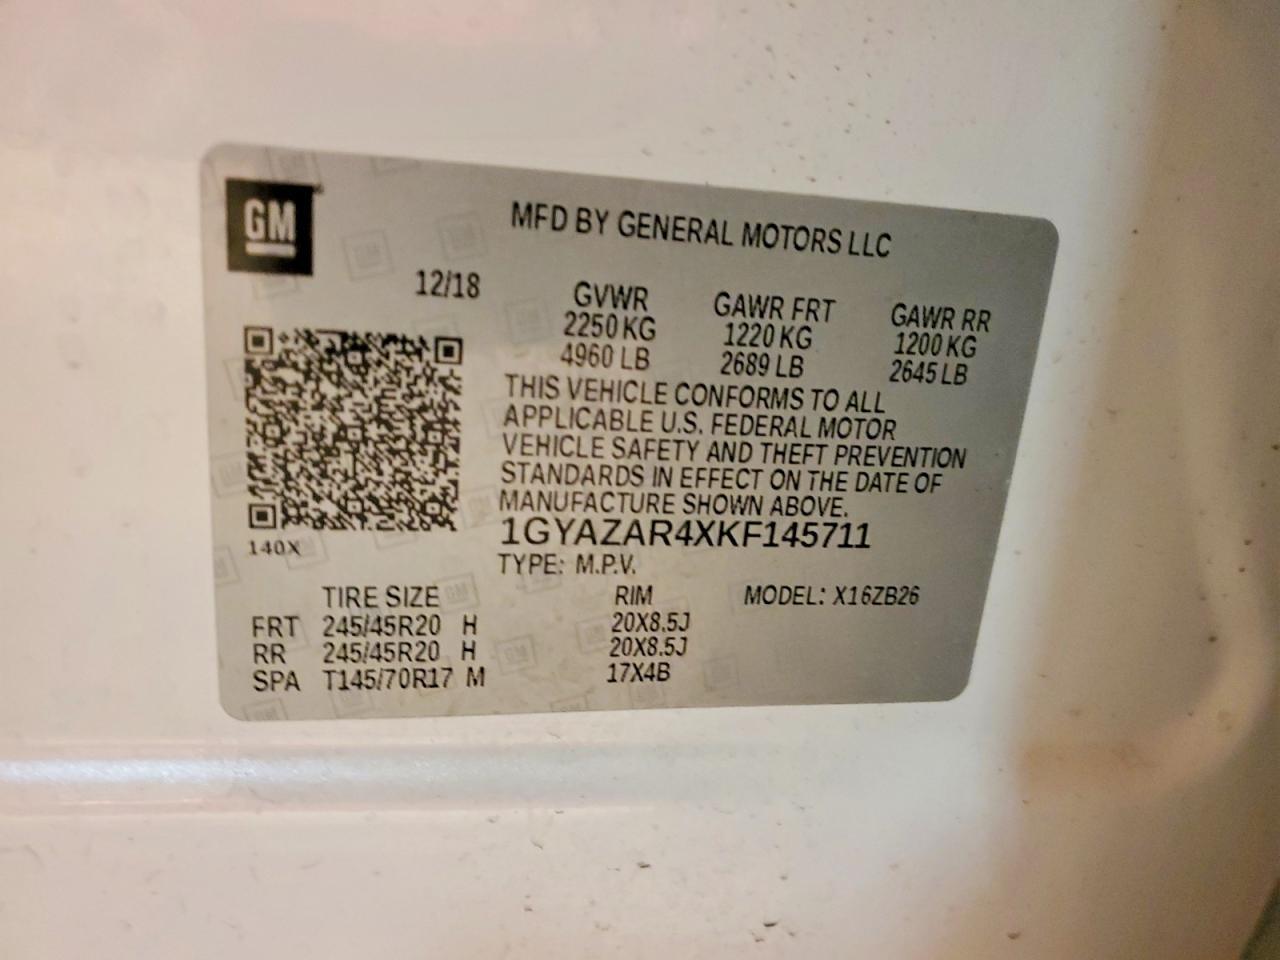 GM
MFD BY GENERAL MOTORS LLC
12/18
GVWR GAWR FRT GAWR RR
2250 KG 1220 KG 1200 KG
4960 LB 2689 LB 2645 LB
THIS VEHICLE CONFORMS TO ALL
APPLICABLE U.S. FEDERAL MOTOR
VEHICLE SAFETY AND THEFT PREVENTION
STANDARDS IN EFFECT ON THE DATE OF
MANUFACTURE SHOWN ABOVE.
1GYAZAR4XKF145711
140X
TYPE: M.P.V.
TIRE SIZE RIM MODEL: X16ZB26
FRT 245/45R20 H 20X8.5J
RR 245/45R20 H 20X8.5J
SPA T145/70R17 M 17X4B